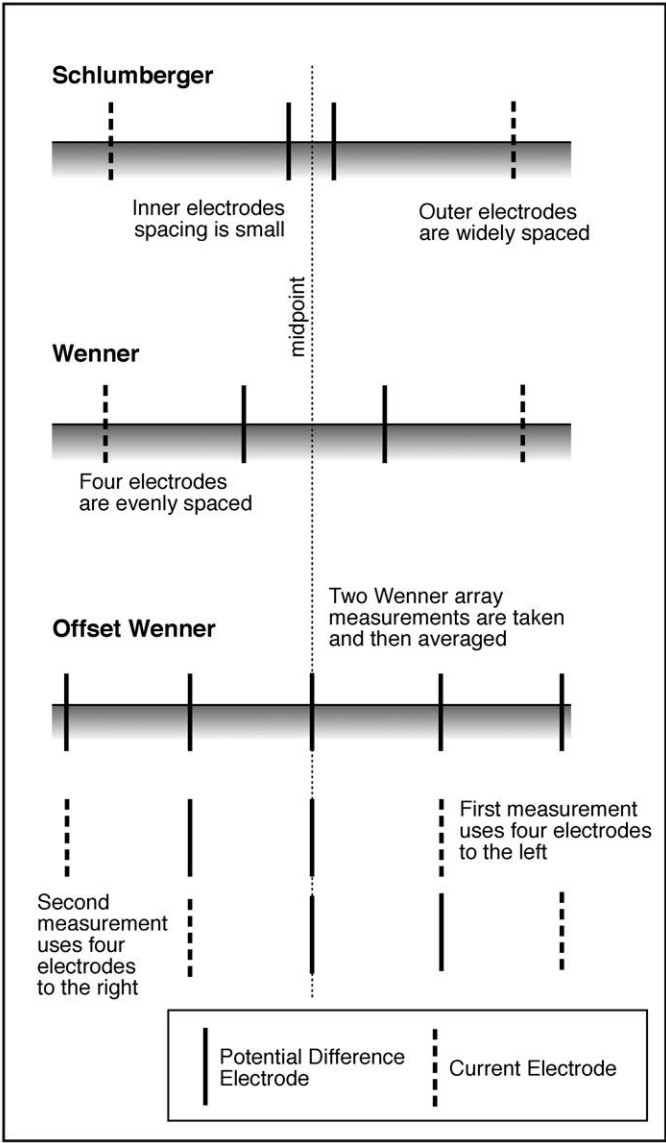 Schlumberger
Inner electrodes
spacing is small
Outer electrodes
are widely spaced
midpoint
Wenner
Four electrodes
are evenly spaced
Two Wenner array
measurements are taken
and then averaged
Offset Wenner
First measurement
uses four electrodes
to the left
Second
measurement
uses four
electrodes
to the right
Potential Difference
Electrode
Current Electrode